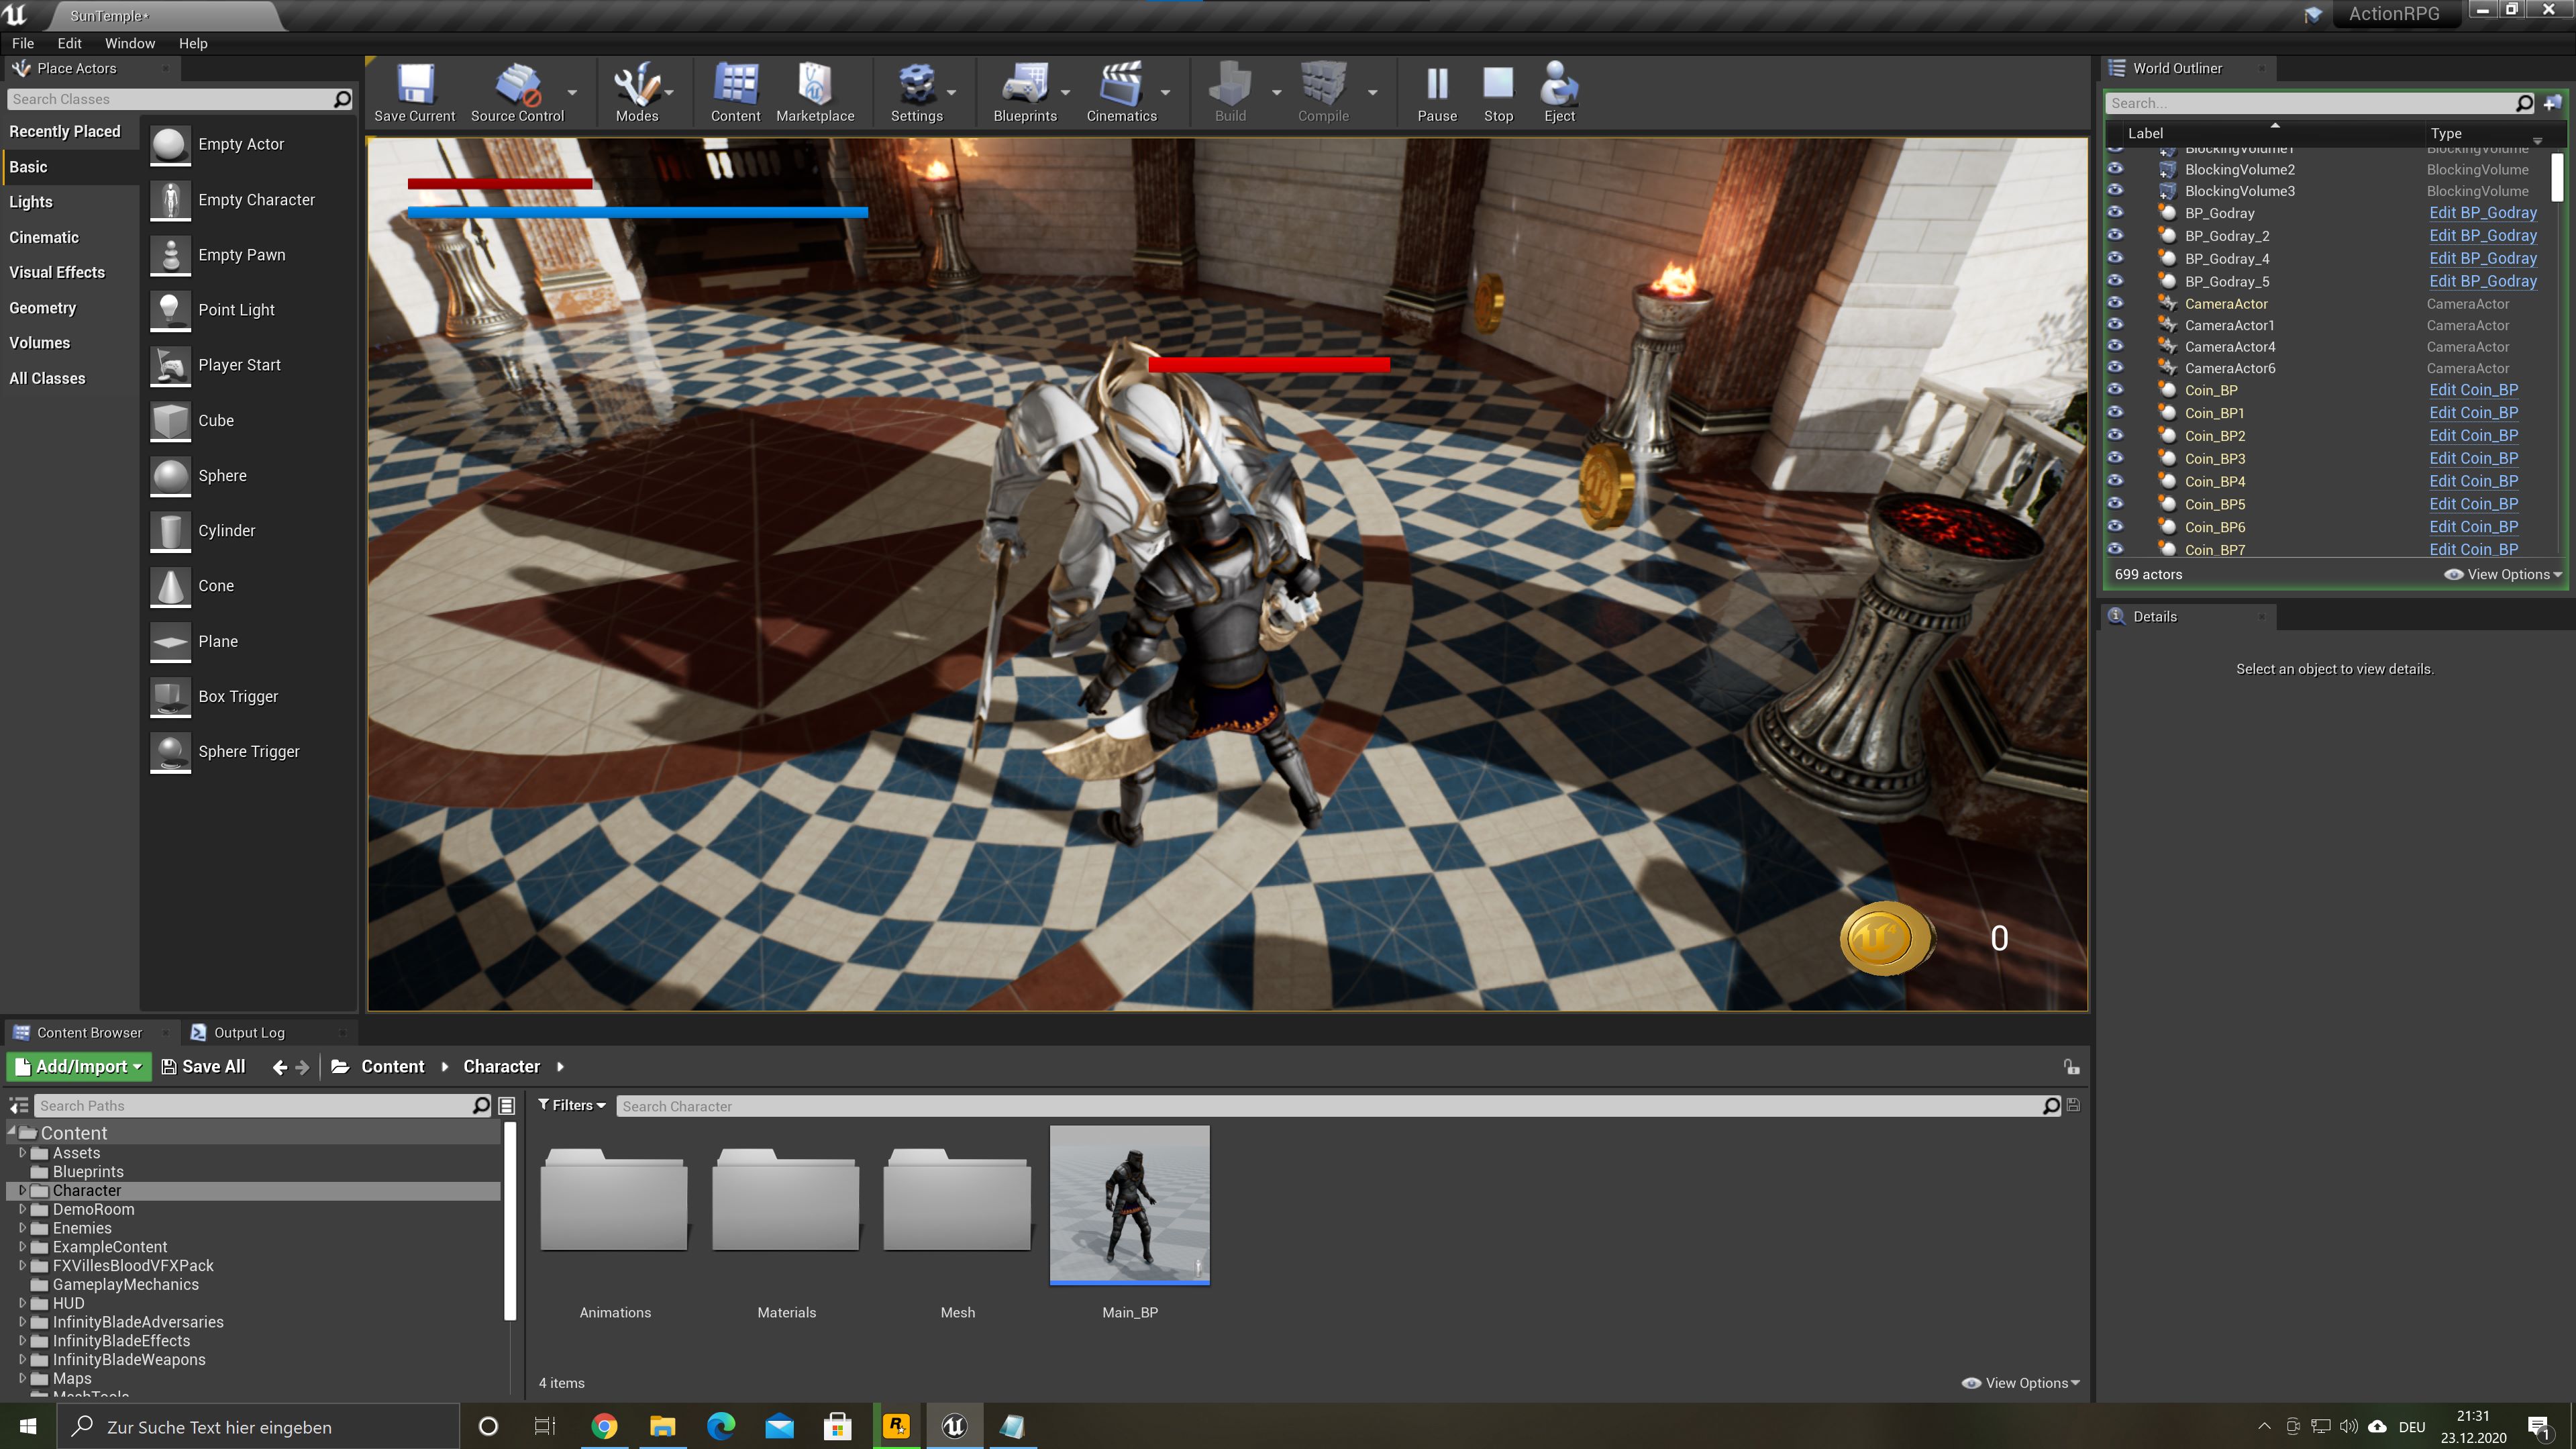 SunTemple*
ActionRPG
File Edit Window Help
Place Actors
Search Classes
Recently Placed
Basic
Lights
Cinematic
Visual Effects
Geometry
Volumes
All Classes
Empty Actor
Empty Character
Empty Pawn
Point Light
Player Start
Cube
Sphere
Cylinder
Cone
Plane
Box Trigger
Sphere Trigger
Save Current Source Control Modes Content Marketplace Settings Blueprints Cinematics Build Compile Pause Stop Eject
0
World Outliner
Search...
Label Type
BlockingVolume1 BlockingVolume
BlockingVolume2 BlockingVolume
BlockingVolume3 BlockingVolume
BP_Godray Edit BP_Godray
BP_Godray_2 Edit BP_Godray
BP_Godray_4 Edit BP_Godray
BP_Godray_5 Edit BP_Godray
CameraActor CameraActor
CameraActor1 CameraActor
CameraActor4 CameraActor
CameraActor6 CameraActor
Coin_BP Edit Coin_BP
Coin_BP1 Edit Coin_BP
Coin_BP2 Edit Coin_BP
Coin_BP3 Edit Coin_BP
Coin_BP4 Edit Coin_BP
Coin_BP5 Edit Coin_BP
Coin_BP6 Edit Coin_BP
Coin_BP7 Edit Coin_BP
699 actors View Options
Details
Select an object to view details.
Content Browser Output Log
Add/Import Save All Content Character
Search Paths
Filters Search Character
Content
Assets
Blueprints
Character
DemoRoom
Enemies
ExampleContent
FXVillesBloodVFXPack
GameplayMechanics
HUD
InfinityBladeAdversaries
InfinityBladeEffects
InfinityBladeWeapons
Maps
MeshTools
Animations Materials Mesh Main_BP
4 items View Options
Zur Suche Text hier eingeben
DEU
21:31
23.12.2020
1